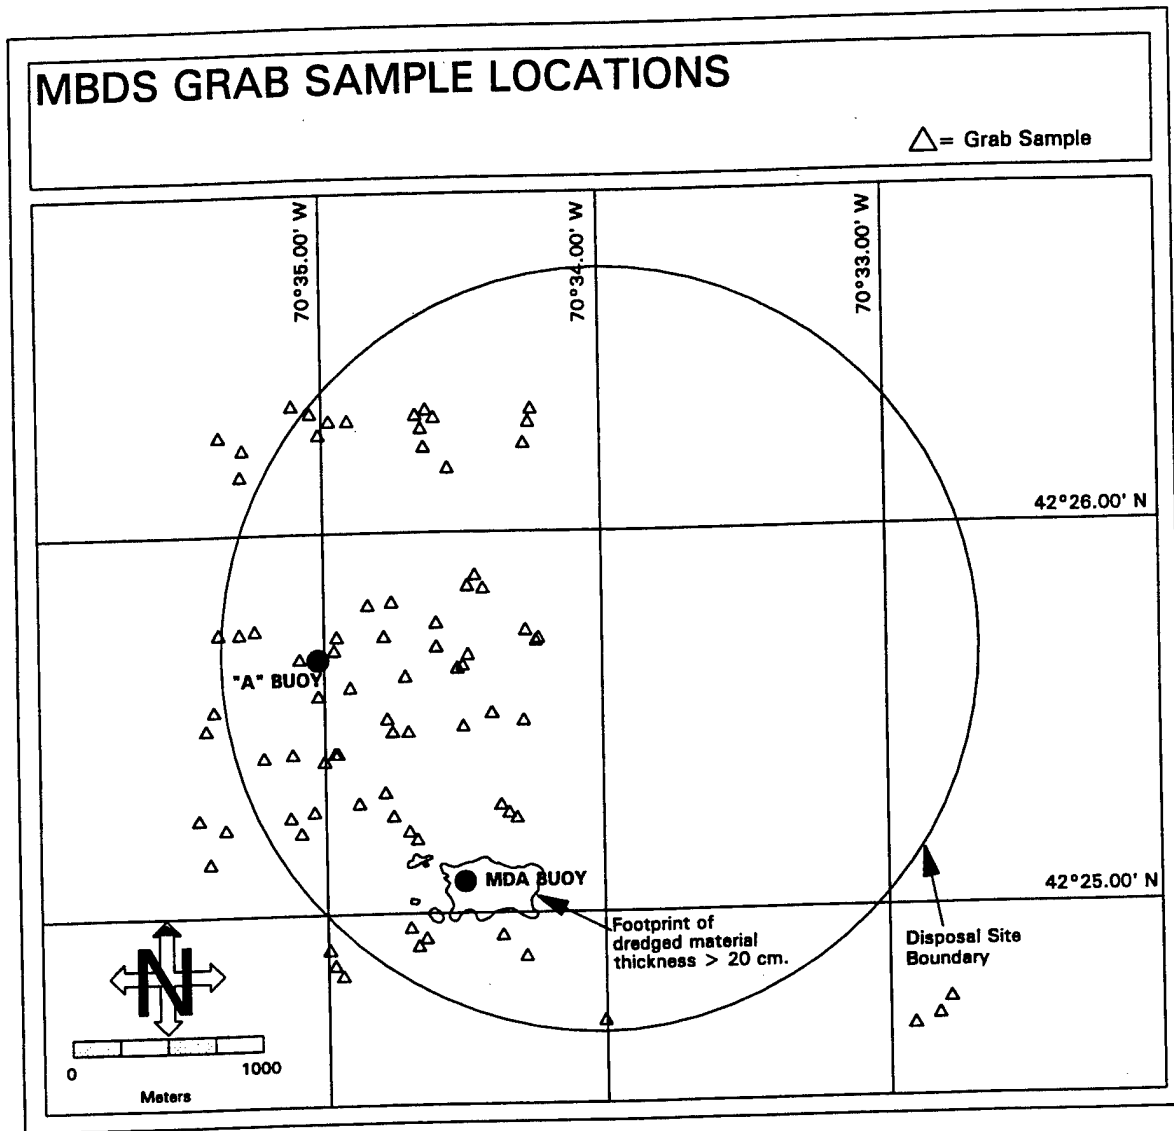 MBDS GRAB SAMPLE LOCATIONS
△= Grab Sample
70°35.00' W
70°34.00' W
70°33.00' W
42°26.00' N
"A" BUOY
MDA BUOY
42°25.00' N
Footprint of
dredged material
thickness > 20 cm.
Disposal Site
Boundary
N
0
1000
Meters